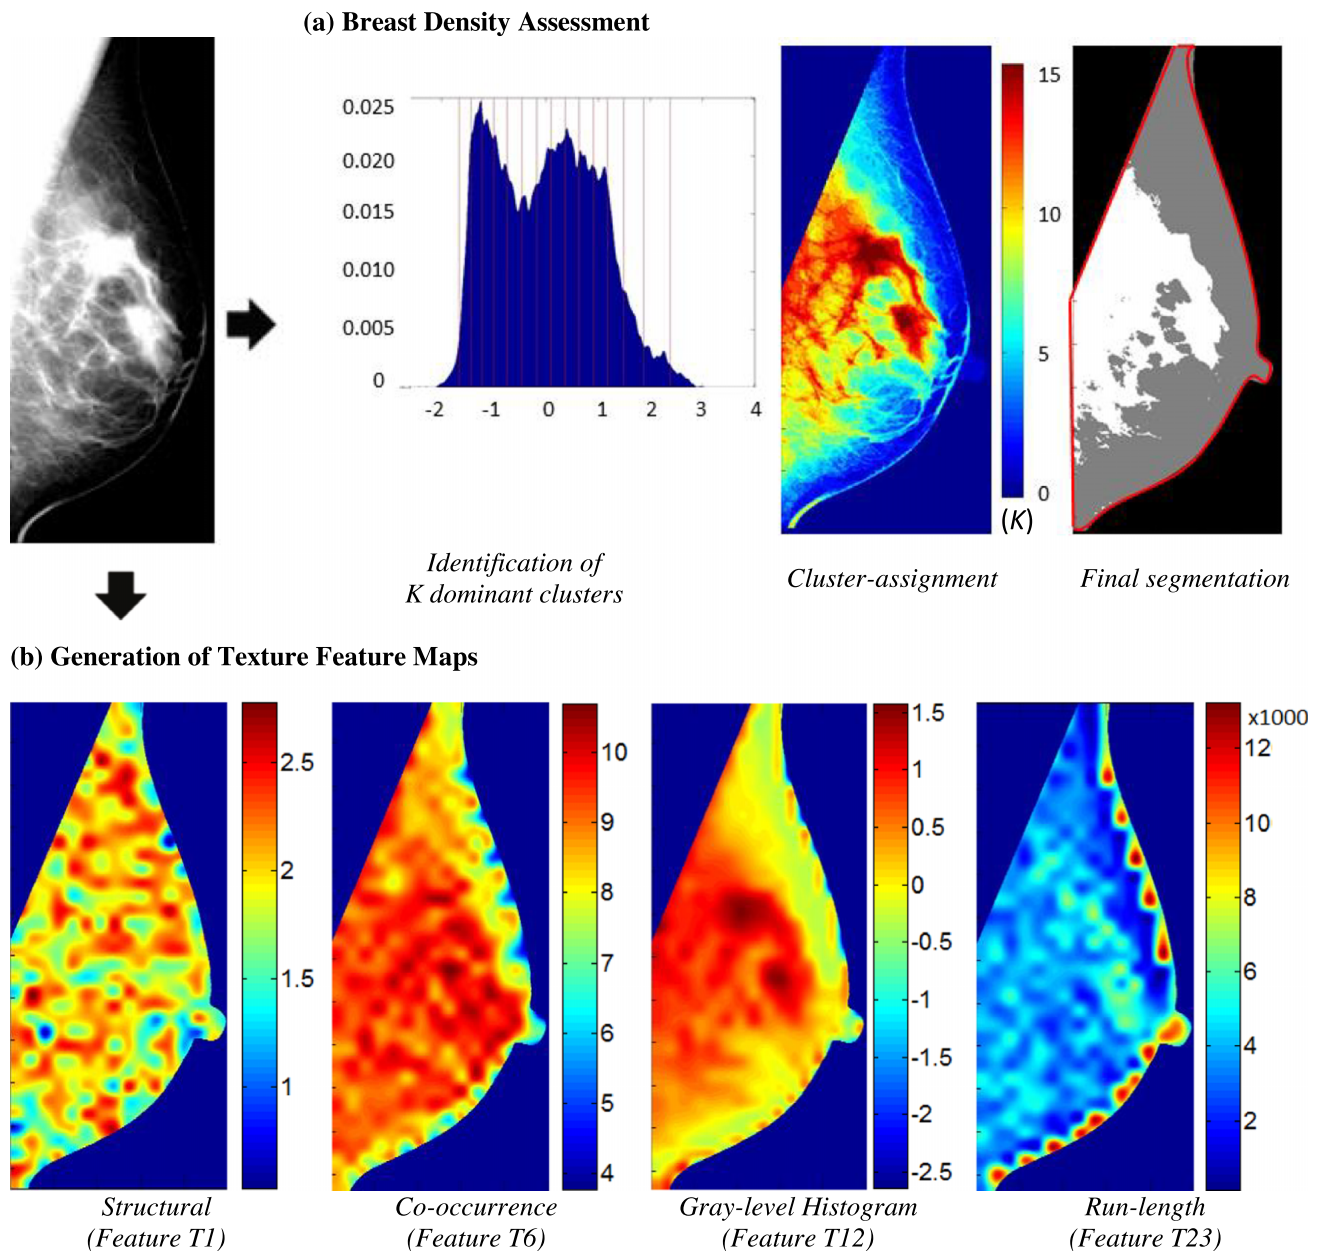 (a) Breast Density Assessment
0.025
0.020
0.015
0.010
0.005
0
-2 -1 0 1 2 3 4
15
10
5
0
(K)
Identification of
K dominant clusters
Cluster-assignment
Final segmentation
(b) Generation of Texture Feature Maps
2.5
2
1.5
1
10
9
8
7
6
5
4
1.5
1
0.5
0
-0.5
-1
-1.5
-2
-2.5
x1000
12
10
8
6
4
2
Structural
(Feature T1)
Co-occurrence
(Feature T6)
Gray-level Histogram
(Feature T12)
Run-length
(Feature T23)